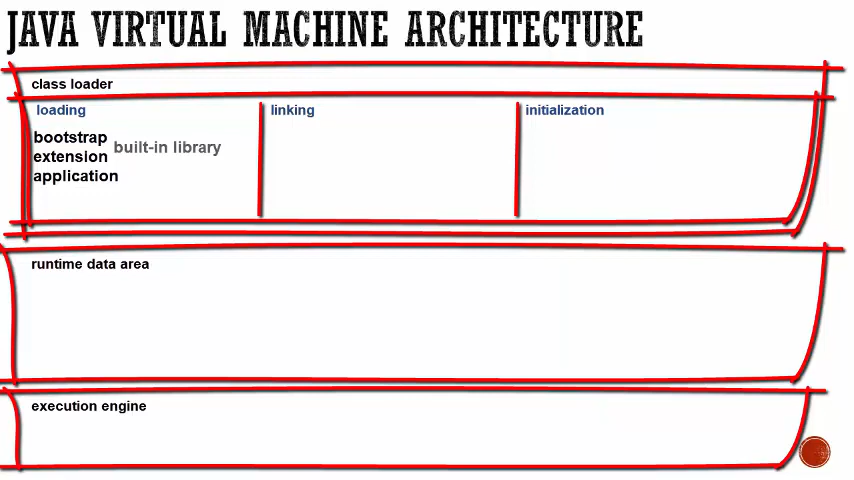 JAVA VIRTUAL MACHINE ARCHITECTURE
class loader
loading
linking
initialization
bootstrap
extension
built-in library
application
runtime data area
execution engine